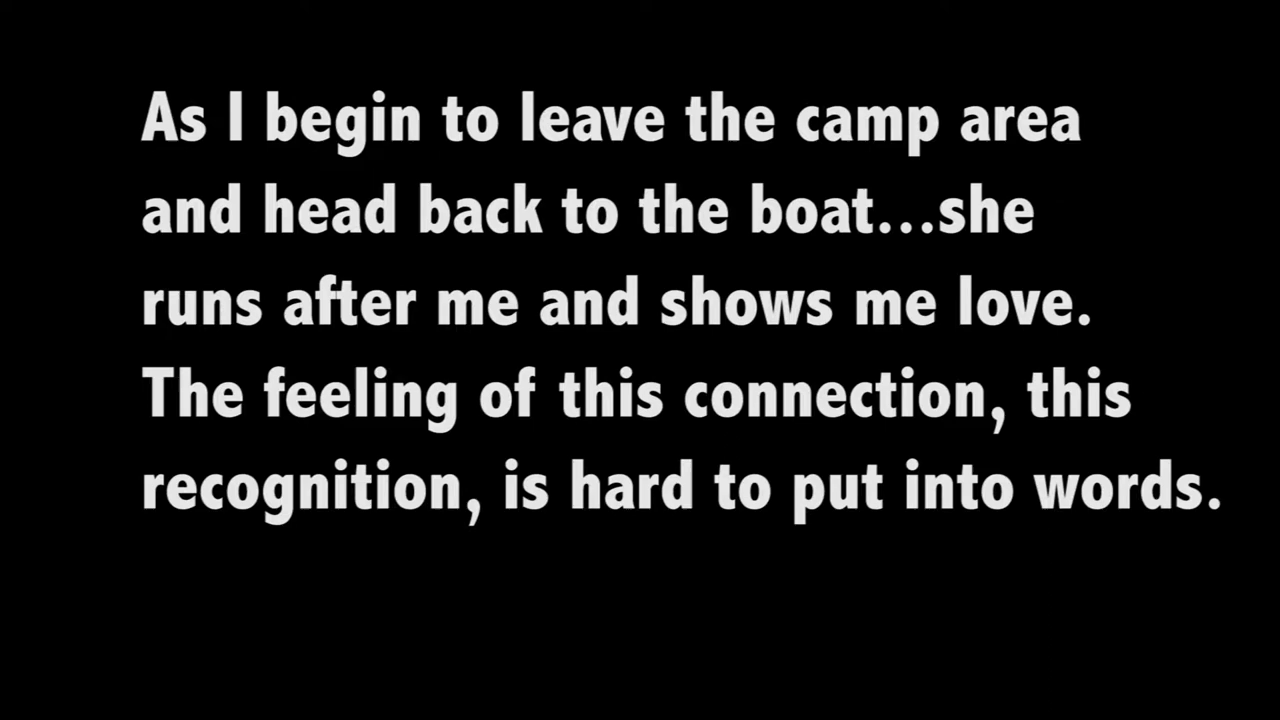 As I begin to leave the camp area
and head back to the boat...she
runs after me and shows me love.
The feeling of this connection, this
recognition, is hard to put into words.